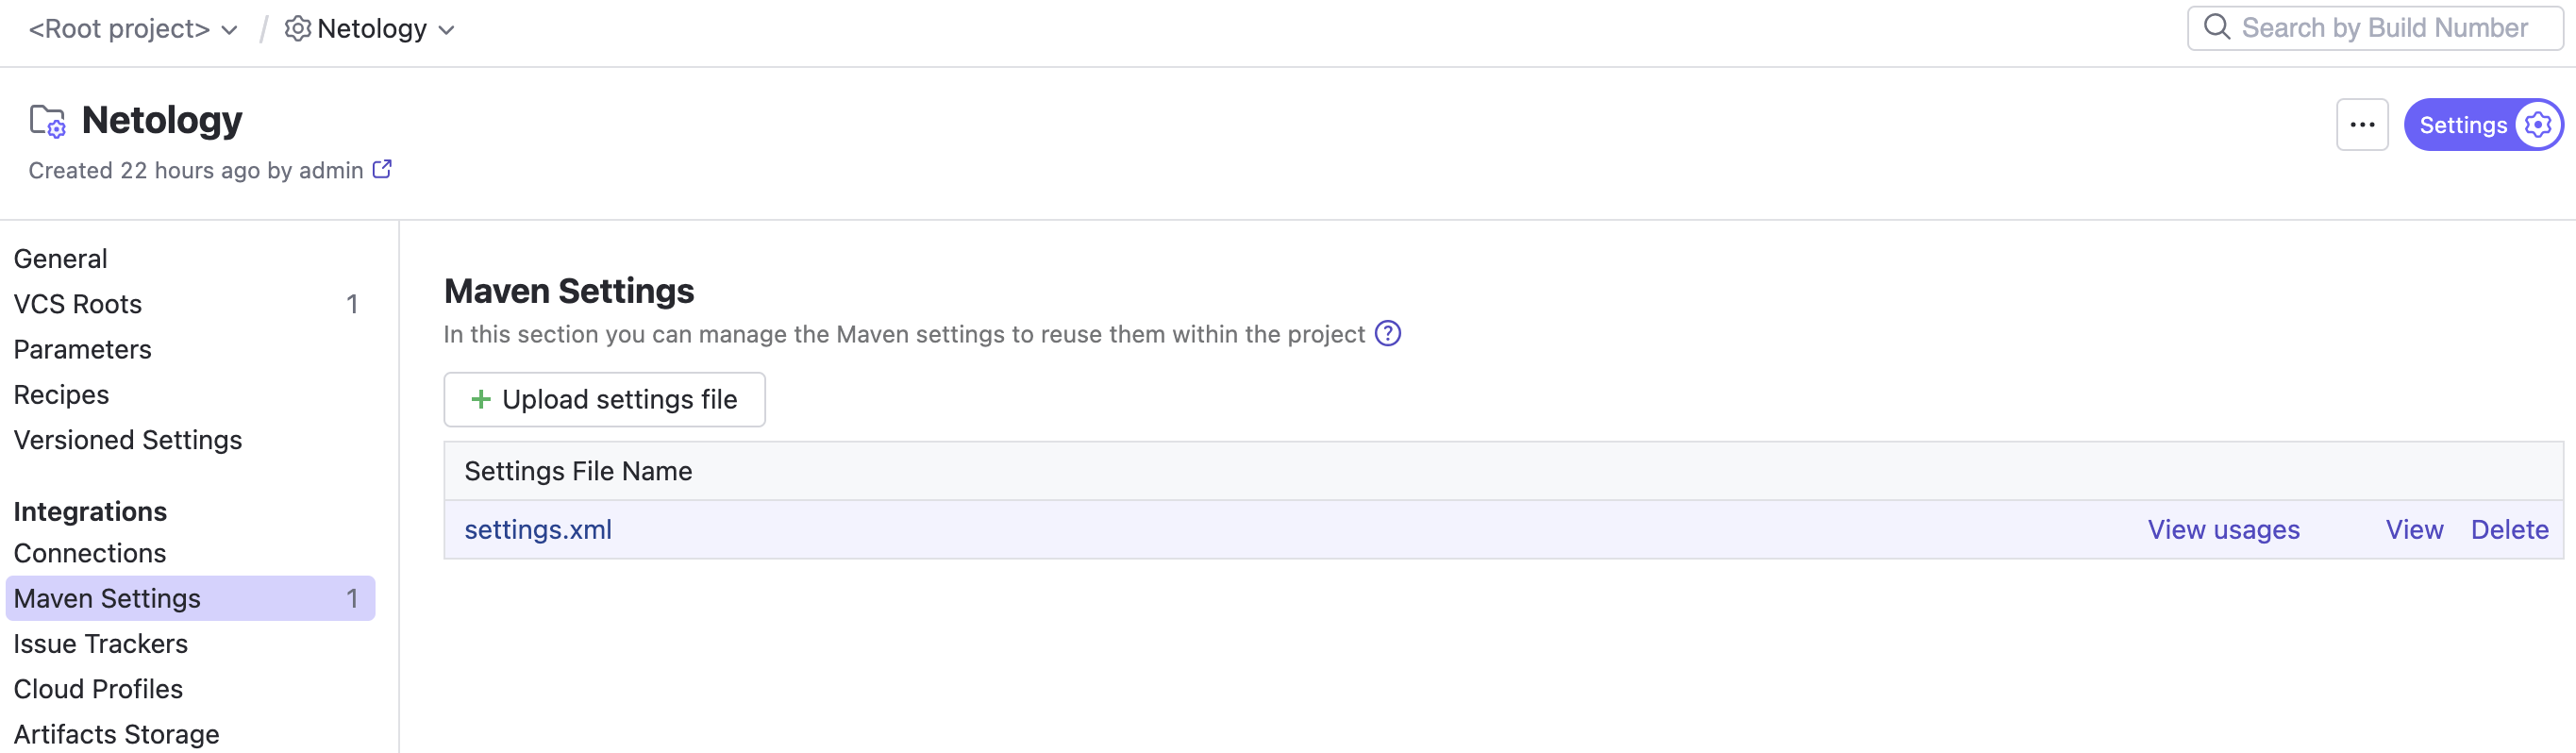 <Root project> / Netology
Search by Build Number
Netology
... Settings
Created 22 hours ago by admin
General
VCS Roots 1
Parameters
Recipes
Versioned Settings
Integrations
Connections
Maven Settings 1
Issue Trackers
Cloud Profiles
Artifacts Storage
Maven Settings
In this section you can manage the Maven settings to reuse them within the project ?
+ Upload settings file
Settings File Name
settings.xml View usages View Delete